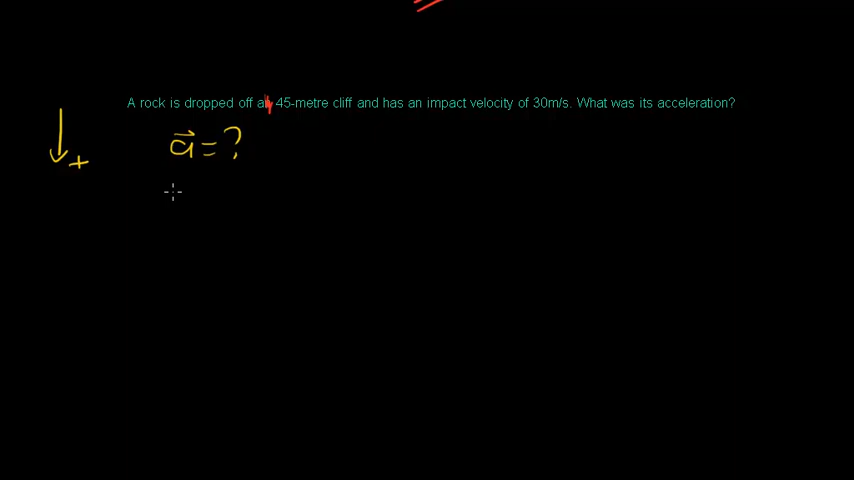 A rock is dropped off a 45-metre cliff and has an impact velocity of 30m/s. What was its acceleration?
a⃗ = ?
+